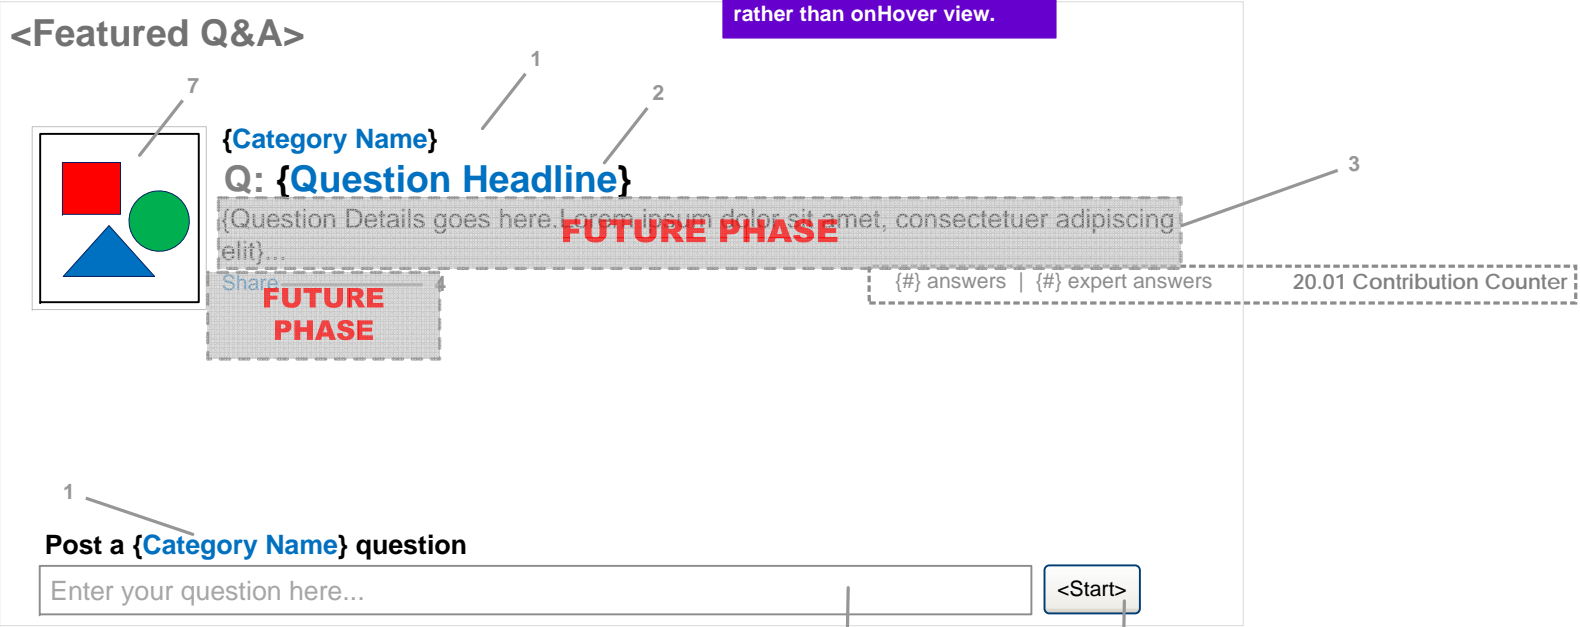 rather than onHover view.
<Featured Q&A>
1
7
2
{Category Name}
3
Q: {Question Headline}
{Question Details goes here.Lorem ipsum dolor sit amet, consectetuer adipiscing
FUTURE PHASE
elit}...
Share
4
{#} answers | {#} expert answers
20.01 Contribution Counter
FUTURE
PHASE
1
Post a {Category Name} question
Enter your question here...
<Start>